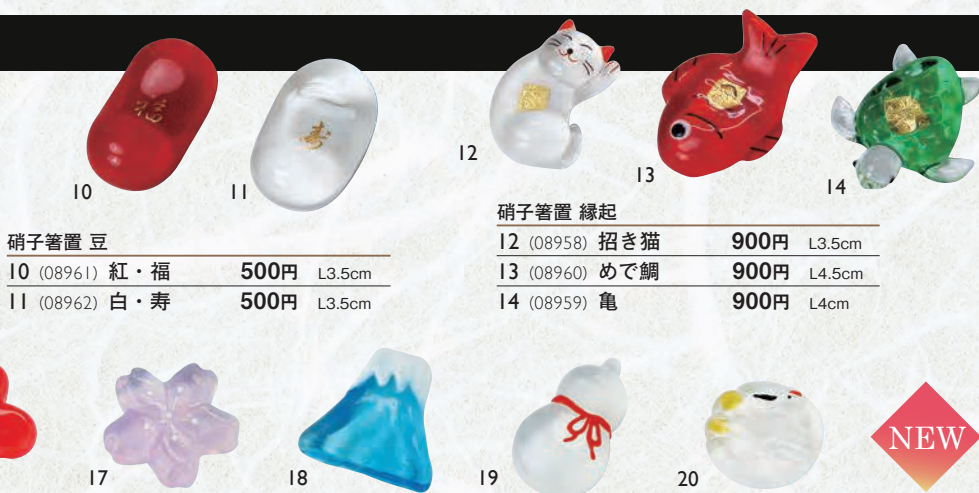 福
寿
10
11
12
13
14
硝子箸置 豆
10 (08961) 紅・福 500円 L3.5cm
11 (08962) 白・寿 500円 L3.5cm
硝子箸置 縁起
12 (08958) 招き猫 900円 L3.5cm
13 (08960) めで鯛 900円 L4.5cm
14 (08959) 亀 900円 L4cm
17
18
19
20
NEW